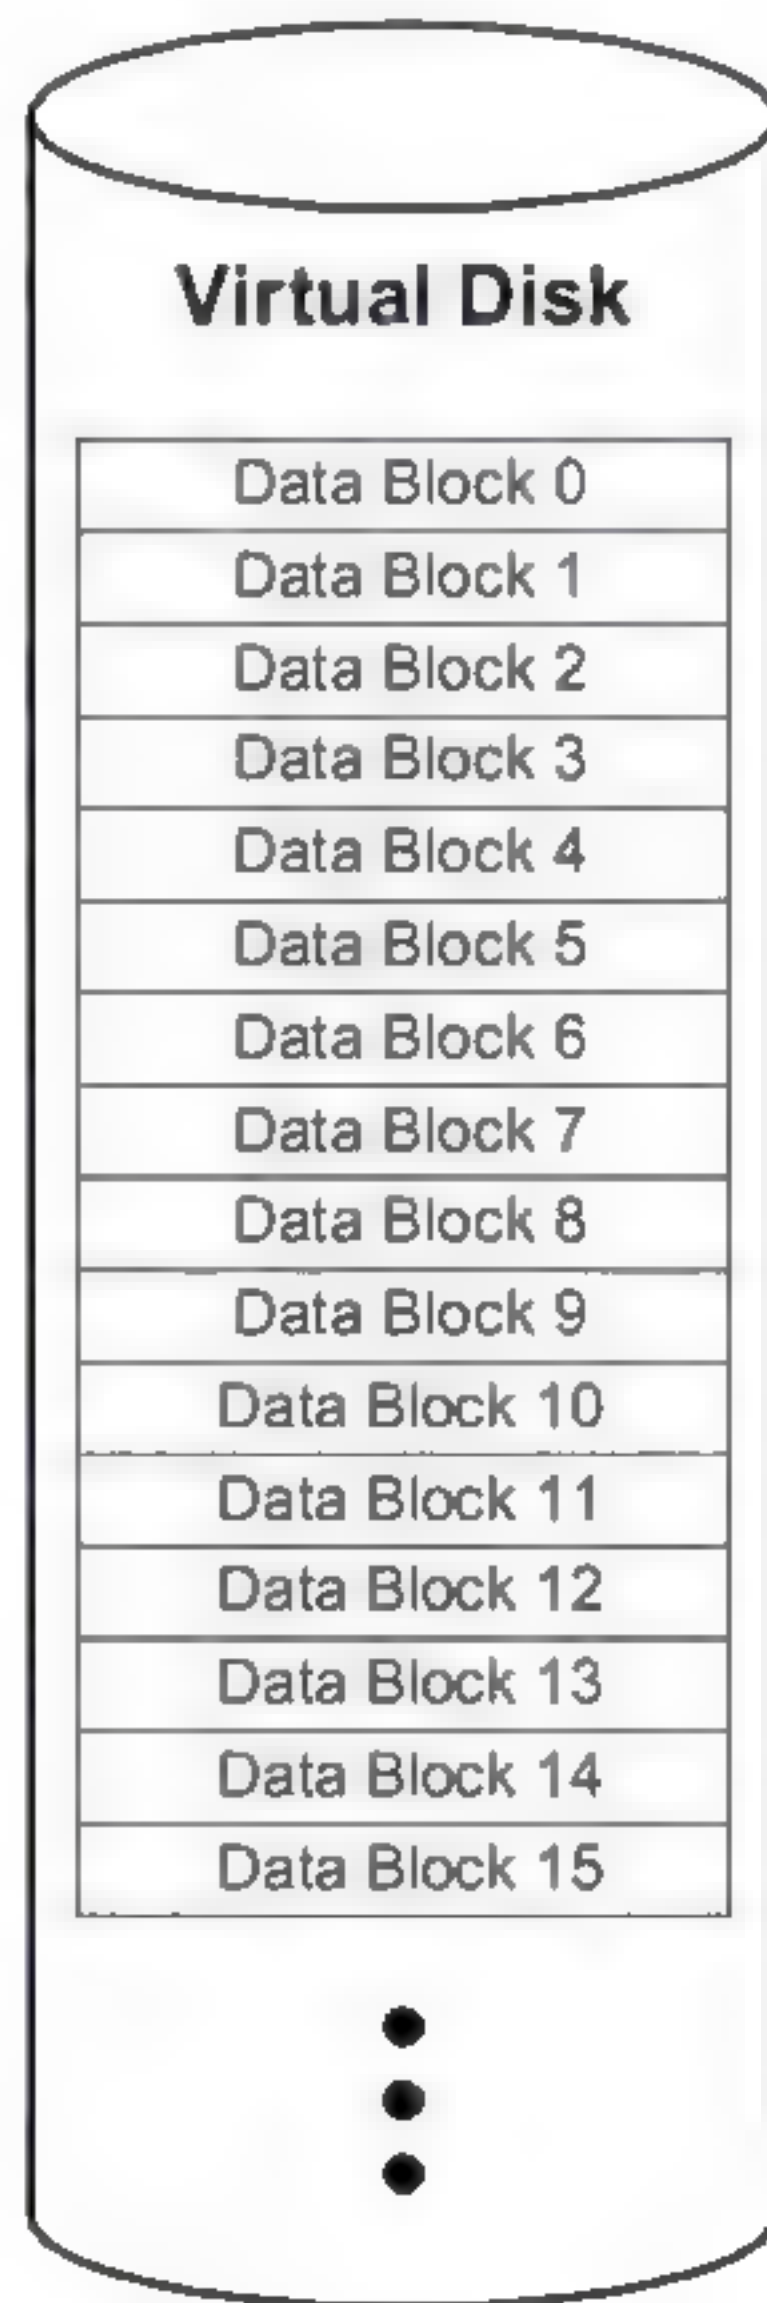 Virtual Disk
Data Block 0
Data Block 1
Data Block 2
Data Block 3
Data Block 4
Data Block 5
Data Block 6
Data Block 7
Data Block 8
Data Block 9
Data Block 10
Data Block 11
Data Block 12
Data Block 13
Data Block 14
Data Block 15